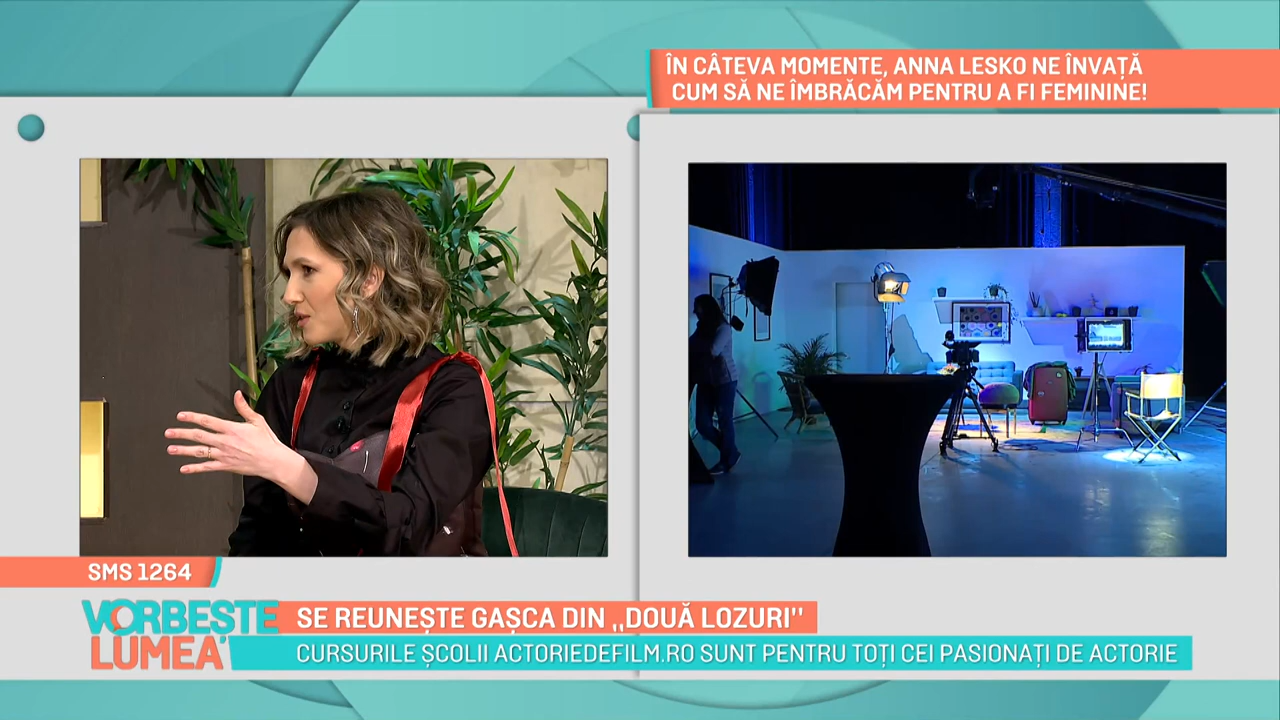 ÎN CÂTEVA MOMENTE, ANNA LESKO NE ÎNVAȚĂ
CUM SĂ NE ÎMBRĂCĂM PENTRU A FI FEMININE!
SMS 1264
VORBEȘTE
LUMEA
SE REUNEȘTE GAȘCA DIN ,,DOUĂ LOZURI''
CURSURILE ȘCOLII ACTORIEDEFILM.RO SUNT PENTRU TOȚI CEI PASIONAȚI DE ACTORIE